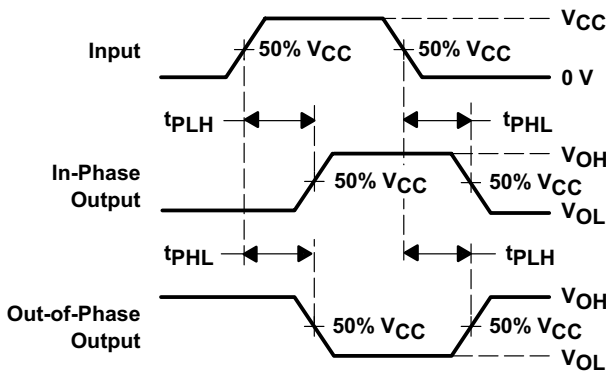 VCC
Input
50% VCC
50% VCC
0 V
tPLH
tPHL
In-Phase
Output
VOH
50% VCC
50% VCC
VOL
tPHL
tPLH
Out-of-Phase
Output
VOH
50% VCC
50% VCC
VOL